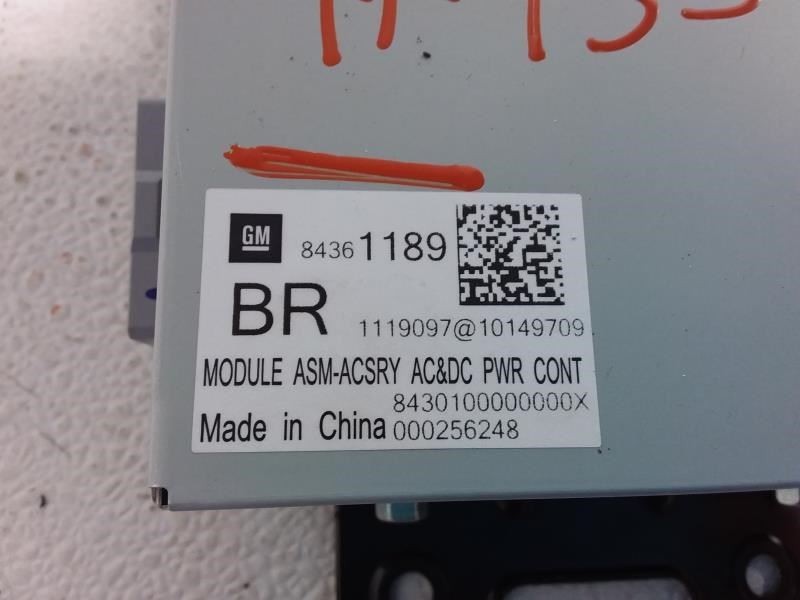 GM 84361189
BR
1119097@10149709
MODULE ASM-ACSRY AC&DC PWR CONT
8430100000000X
Made in China 000256248